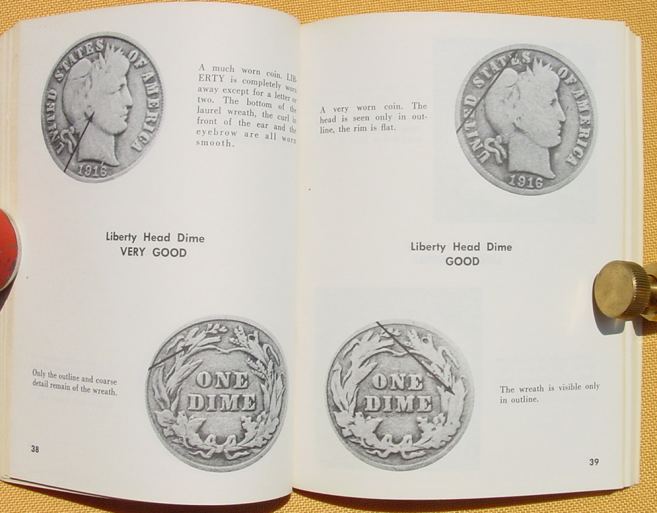 UNITED STATES OF AMERICA
1916
A much worn coin. LIB-
ERTY is completely worn
away except for a letter or
two. The bottom of the
laurel wreath, the curl in
front of the ear and the
eyebrow are all worn
smooth.
Liberty Head Dime
VERY GOOD
Only the outline and coarse
detail remain of the wreath.
ONE
DIME
38
A very worn coin. The
head is seen only in out-
line, the rim is flat.
UNITED STATES OF AMERICA
1916
Liberty Head Dime
GOOD
ONE
DIME
The wreath is visible only
in outline.
39